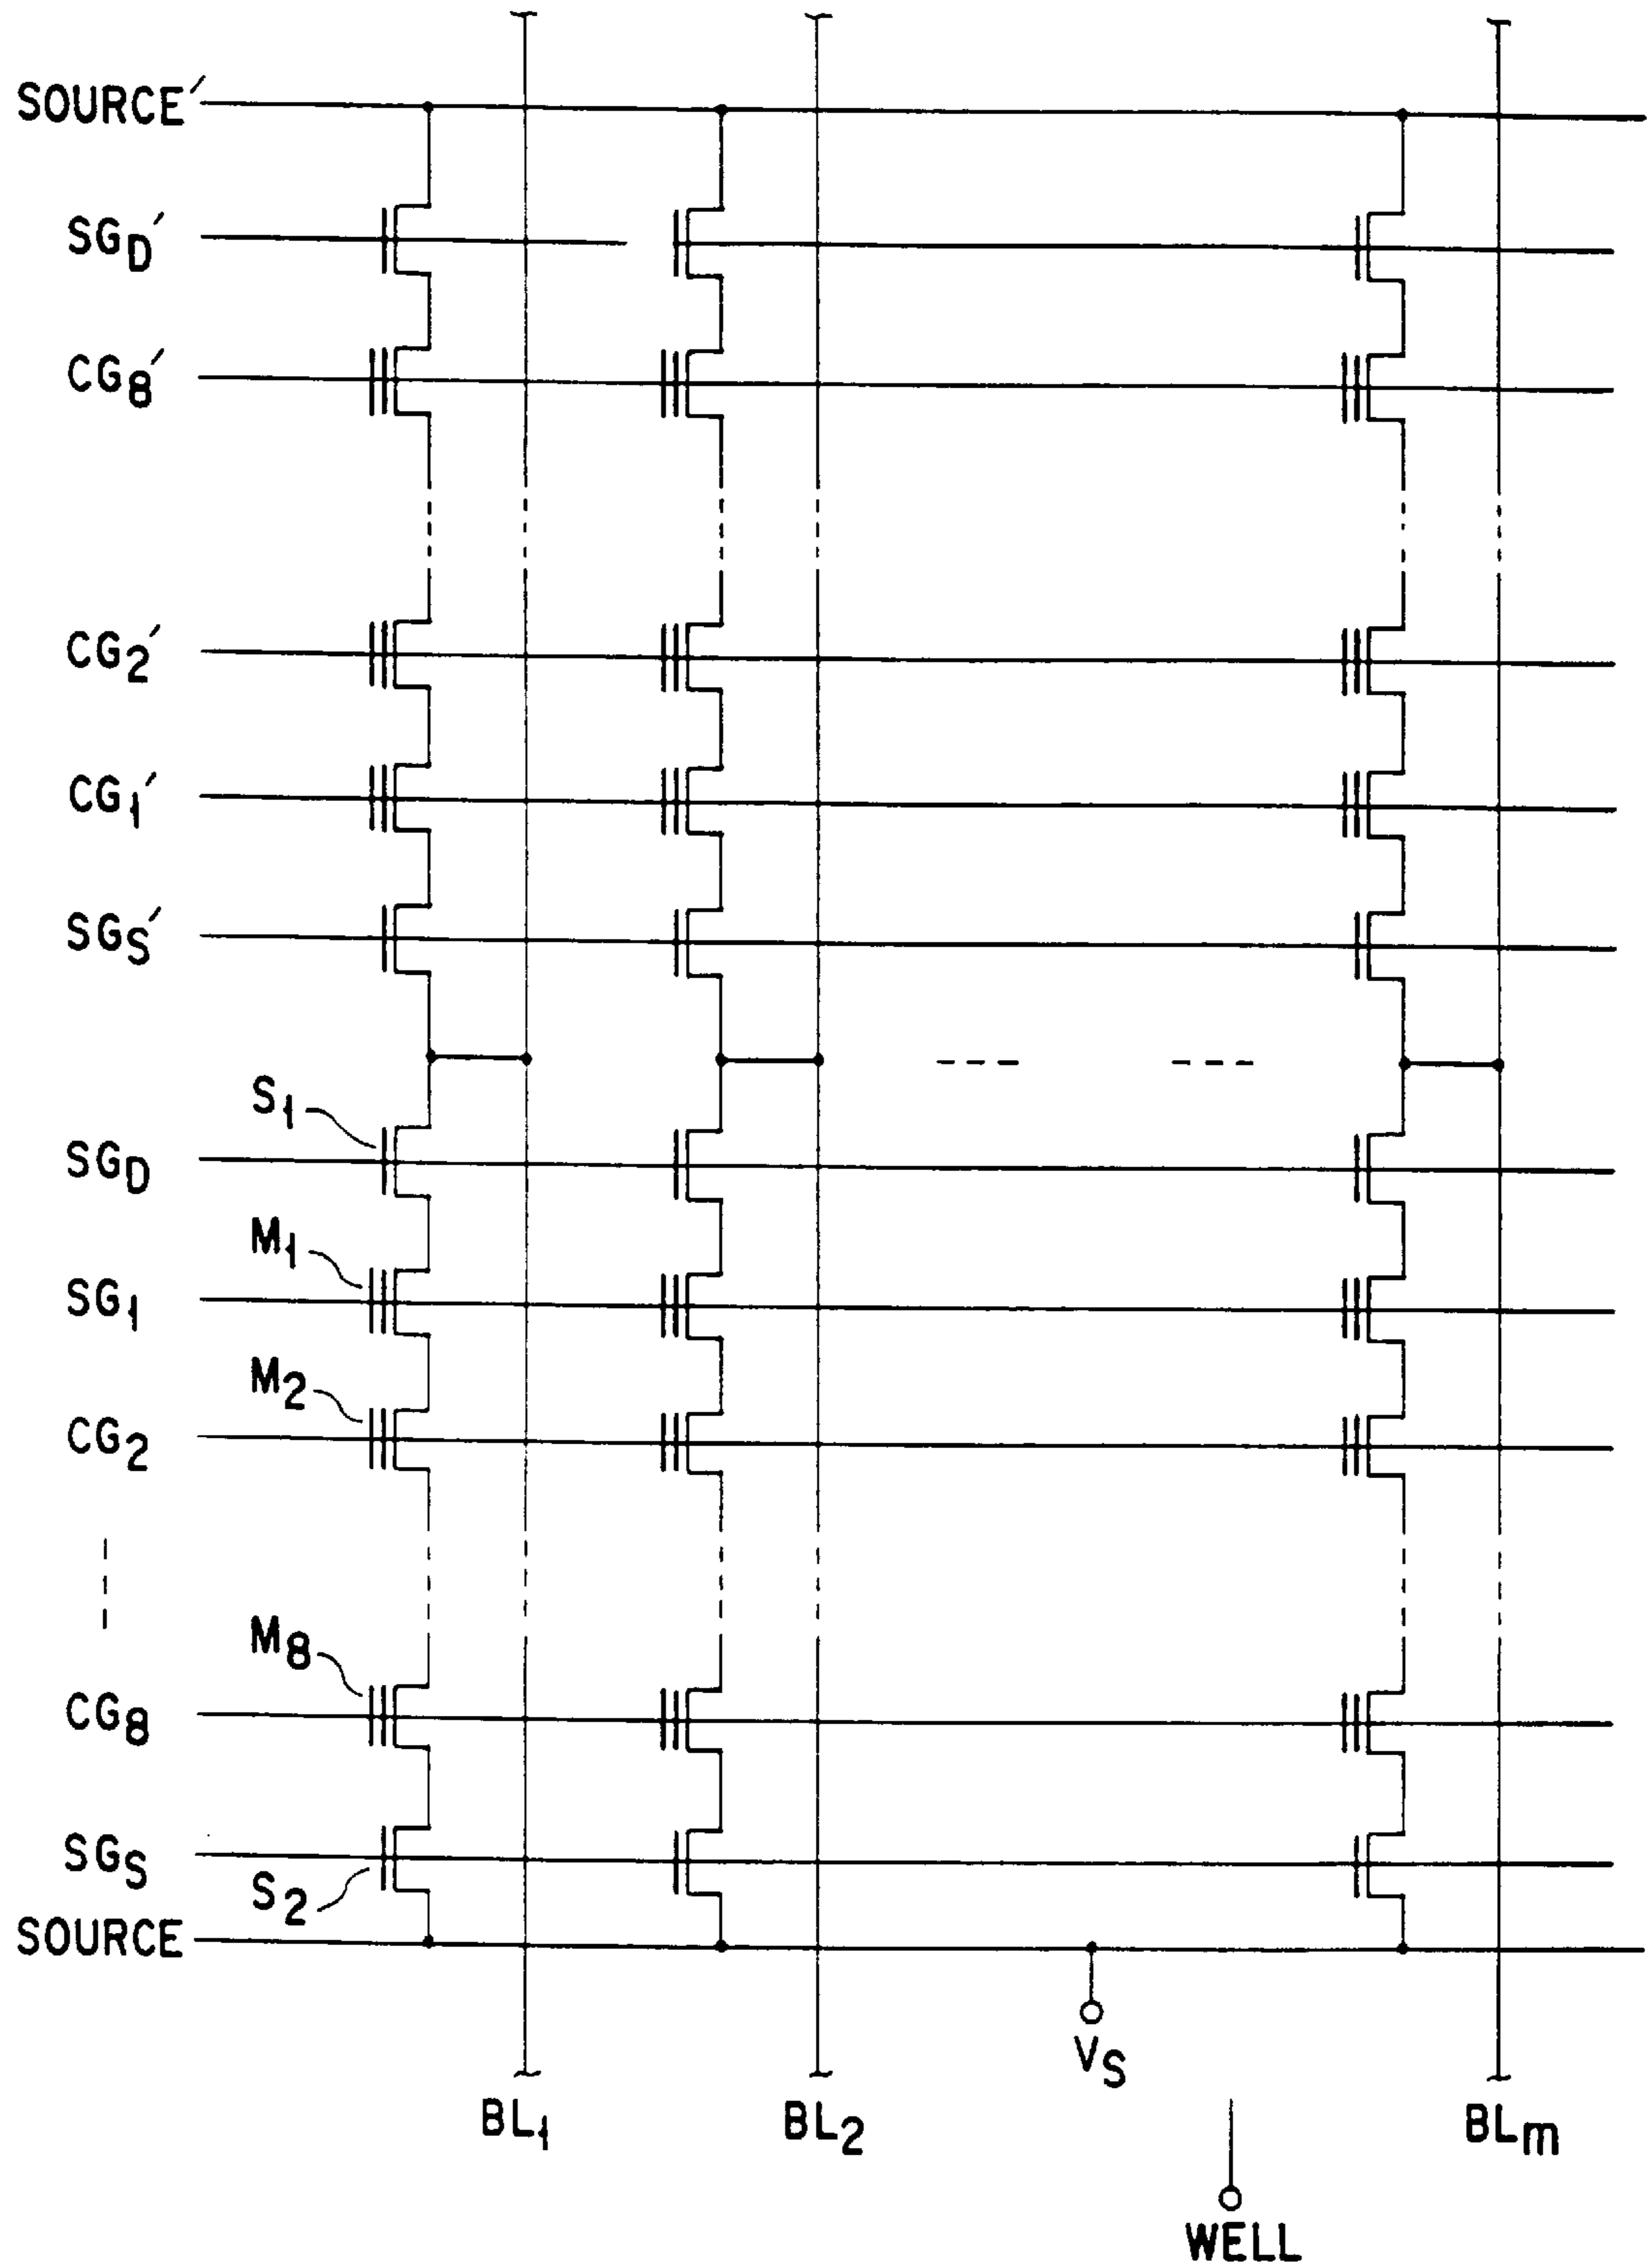 SOURCE′
SGD′
CG8′
CG2′
CG1′
SGS′
S1
SGD
M1
SG1
M2
CG2
M8
CG8
SGS
S2
SOURCE
VS
BL1
BL2
BLm
WELL